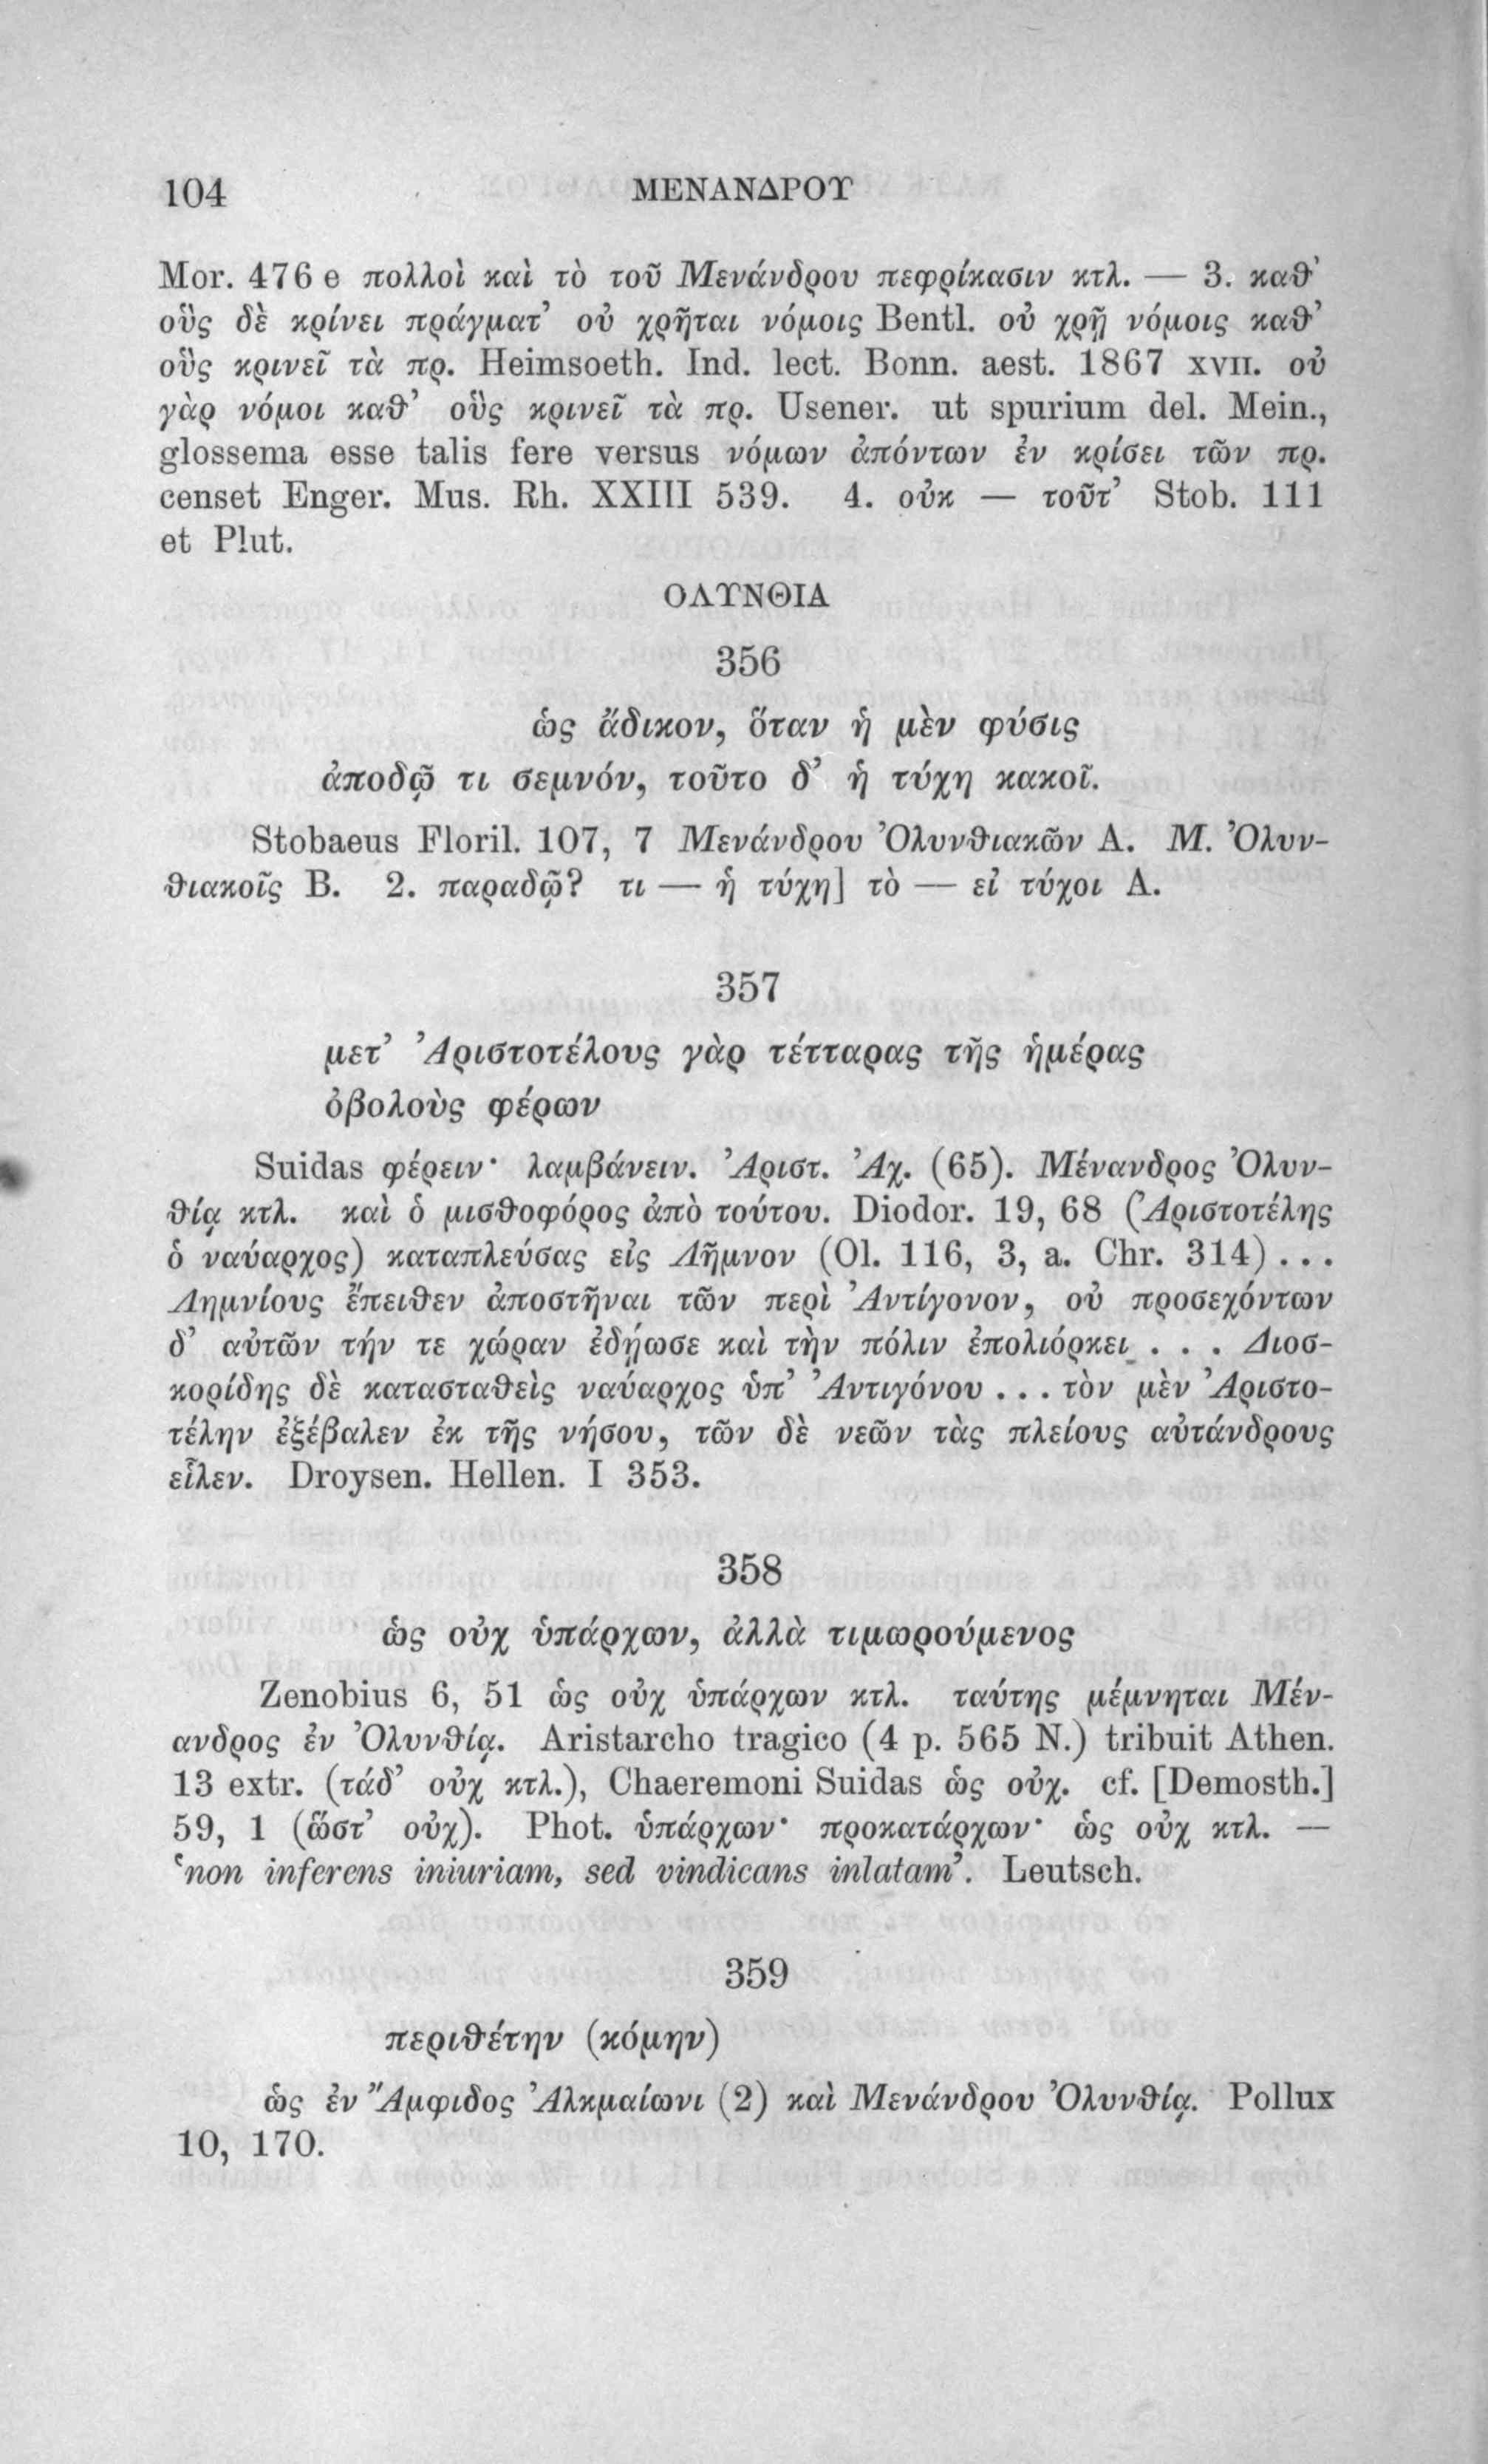 104 ΜΕΝΑΝΔΡΟΥ
Mor. 476 e πολλοὶ καὶ τὸ τοῦ Μενάνδρου πεφρίκασιν κτλ. — 3. καθ’
οὓς δὲ κρίνει πράγματ’ οὐ χρῆται νόμοις Bentl. οὐ χρῇ νόμοις καθ’
οὓς κρινεῖ τὰ πρ. Heimsoeth. Ind. lect. Bonn. aest. 1867 XVII. οὐ
γὰρ νόμοι καθ’ οὓς κρινεῖ τὰ πρ. Usener. ut spurium del. Mein.,
glossema esse talis fere versus νόμων ἀπόντων ἐν κρίσει τῶν πρ.
censet Enger. Mus. Rh. XXIII 539. 4. οὐκ — τοῦτ’ Stob. 111
et Plut.
ΟΛΥΝΘΙΑ
356
ὡς ἄδικον, ὅταν ἡ μὲν φύσις
ἀποδῷ τι σεμνόν, τοῦτο δ’ ἡ τύχη κακοῖ.
Stobaeus Floril. 107, 7 Μενάνδρου Ὀλυνθιακῶν A. Μ. Ὀλυν-
θιακοῖς B. 2. παραδῷ? τι — ἡ τύχη] τὸ — εἰ τύχοι A.
357
μετ’ Ἀριστοτέλους γὰρ τέτταρας τῆς ἡμέρας
ὀβολοὺς φέρων
Suidas φέρειν· λαμβάνειν. Ἀριστ. Ἀχ. (65). Μένανδρος Ὀλυν-
θίᾳ κτλ. καὶ ὁ μισθοφόρος ἀπὸ τούτου. Diodor. 19, 68 (Ἀριστοτέλης
ὁ ναύαρχος) καταπλεύσας εἰς Λῆμνον (Ol. 116, 3, a. Chr. 314) ...
Λημνίους ἔπειθεν ἀποστῆναι τῶν περὶ Ἀντίγονον, οὐ προσεχόντων
δ’ αὐτῶν τήν τε χώραν ἐδῄωσε καὶ τὴν πόλιν ἐπολιόρκει ... Διοσ-
κορίδης δὲ κατασταθεὶς ναύαρχος ὑπ’ Ἀντιγόνου ... τὸν μὲν Ἀριστο-
τέλην ἐξέβαλεν ἐκ τῆς νήσου, τῶν δὲ νεῶν τὰς πλείους αὐτάνδρους
εἷλεν. Droysen. Hellen. I 353.
358
ὡς οὐχ ὑπάρχων, ἀλλὰ τιμωρούμενος
Zenobius 6, 51 ὡς οὐχ ὑπάρχων κτλ. ταύτης μέμνηται Μέν-
ανδρος ἐν Ὀλυνθίᾳ. Aristarcho tragico (4 p. 565 N.) tribuit Athen.
13 extr. (τάδ’ οὐχ κτλ.), Chaeremoni Suidas ὡς οὐχ. cf. [Demosth.]
59, 1 (ὥστ’ οὐχ). Phot. ὑπάρχων· προκατάρχων· ὡς οὐχ κτλ. —
‘non inferens iniuriam, sed vindicans inlatam’. Leutsch.
359
περιθέτην (κόμην)
ὡς ἐν Ἄμφιδος Ἀλκμαίωνι (2) καὶ Μενάνδρου Ὀλυνθίᾳ. Pollux
10, 170.